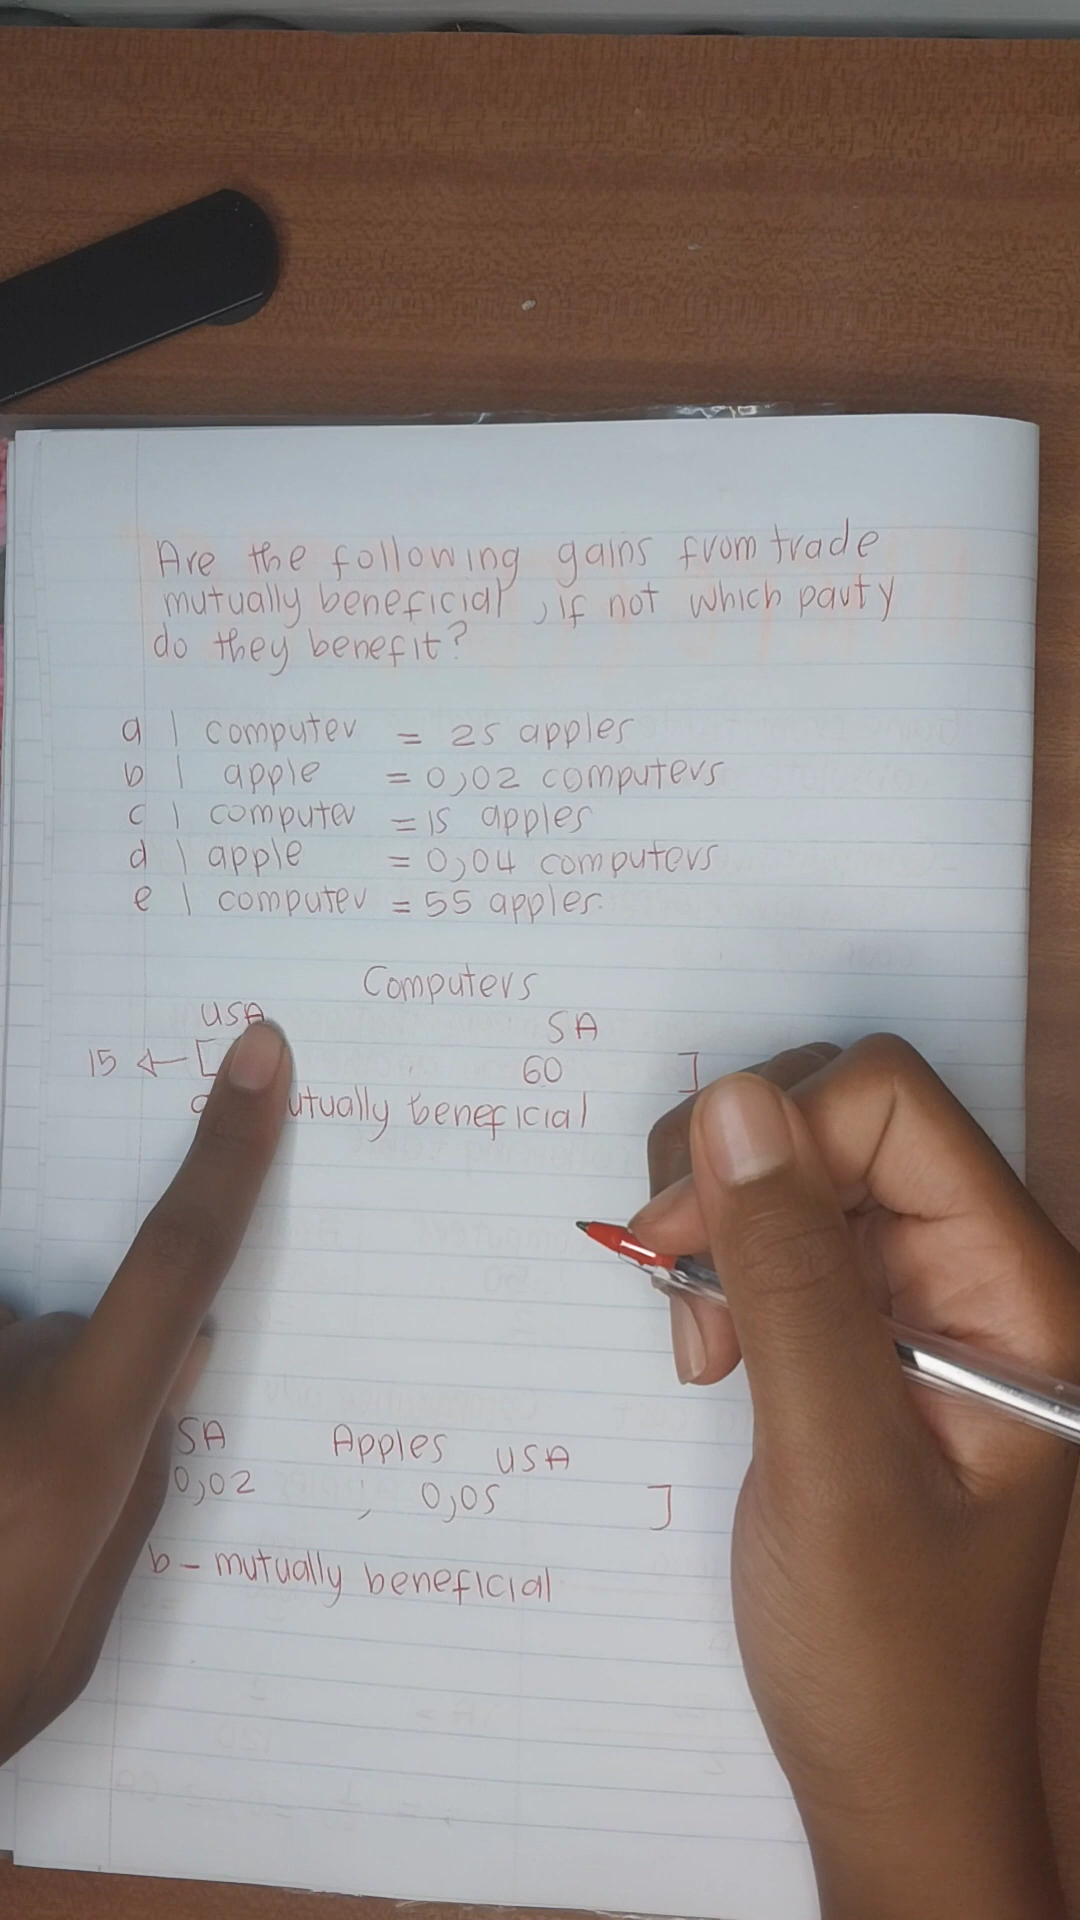 Are the following gains from trade
mutually beneficial, if not which party
do they benefit?
a 1 computer = 25 apples
b 1 apple = 0,02 computers
c 1 computer = 15 apples
d 1 apple = 0,04 computers
e 1 computer = 55 apples.
Computers
USA SA
15 ← [ 60 ]
beneficial
SA Apples USA
0,02 ; 0,05 ]
b - mutually beneficial